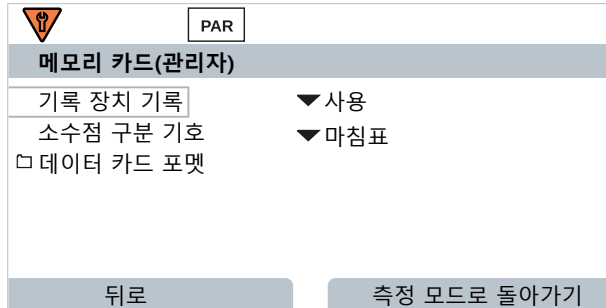 PAR
메모리 카드(관리자)
기록 장치 기록 사용
소수점 구분 기호 마침표
데이터 카드 포멧
뒤로 측정 모드로 돌아가기